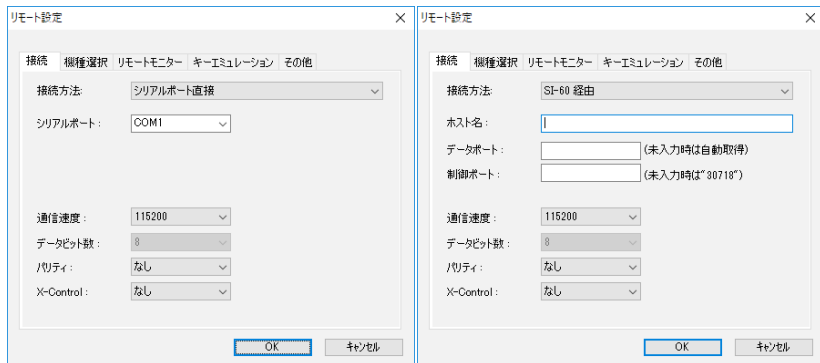 リモート設定
接続 機種選択 リモートモニター キーエミュレーション その他
接続方法: シリアルポート直接
シリアルポート: COM1
通信速度: 115200
データビット数: 8
パリティ: なし
X-Control: なし
OK キャンセル
リモート設定
接続 機種選択 リモートモニター キーエミュレーション その他
接続方法: SI-60 経由
ホスト名:
データポート: (未入力時は自動取得)
制御ポート: (未入力時は"30718")
通信速度: 115200
データビット数: 8
パリティ: なし
X-Control: なし
OK キャンセル